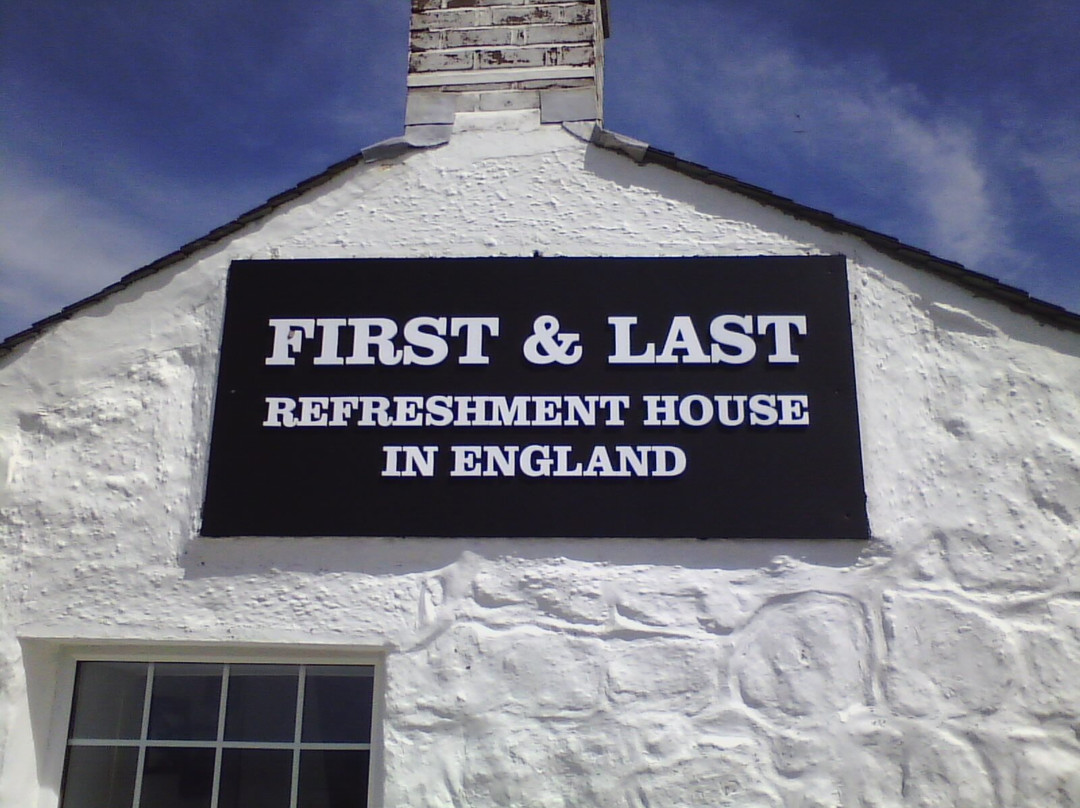 FIRST & LAST
REFRESHMENT HOUSE
IN ENGLAND